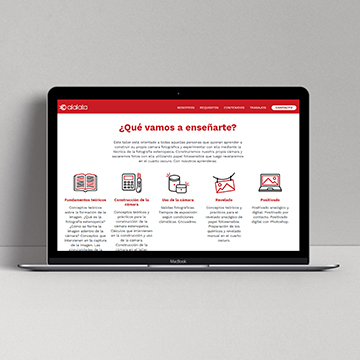 alalata
NOSOTROS REQUISITOS CONTENIDOS TRABAJOS CONTACTO
¿Qué vamos a enseñarte?
Este taller está orientado a todas aquellas personas que quieran aprender a
construir su propia cámara fotográfica y experimentar con ella mediante la
técnica de la fotografía estenopeica. Construiremos nuestra propia cámara y
sacaremos fotos con ella utilizando papel fotosensible que luego revelaremos
en el cuarto oscuro. Con nosotros aprenderás:
Fundamentos teóricos
Conceptos teóricos
sobre la formación de la
imagen. ¿Qué es la
fotografía estenopeica?
¿Cómo se forma la
imagen adentro de la
cámara? Conceptos que
intervienen en la captura
de la imagen. Las
Construcción de la
cámara
Conceptos teóricos y
prácticos para la
construcción de la
cámara estenopeica.
Cálculos que intervienen
en la construcción y uso
de la cámara.
Construcción de la
cámara en el taller.
Uso de la cámara
Salidas fotográficas.
Tiempos de exposición
según condiciones
climáticas.
Revelado
Conceptos teóricos y
prácticos para el
revelado analógico de
papel fotosensible.
Preparación de los
químicos y revelado
manual en el cuarto
oscuro.
Positivado
Positivado analógico y
digital. Positivado por
contacto. Positivado
digital con Photoshop.
MacBook